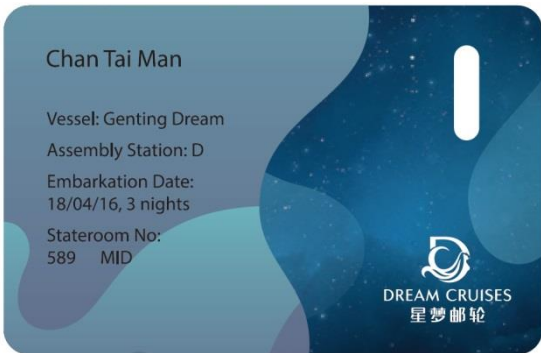 Chan Tai Man
Vessel: Genting Dream
Assembly Station: D
Embarkation Date:
18/04/16, 3 nights
Stateroom No:
589 MID
DREAM CRUISES
星梦邮轮